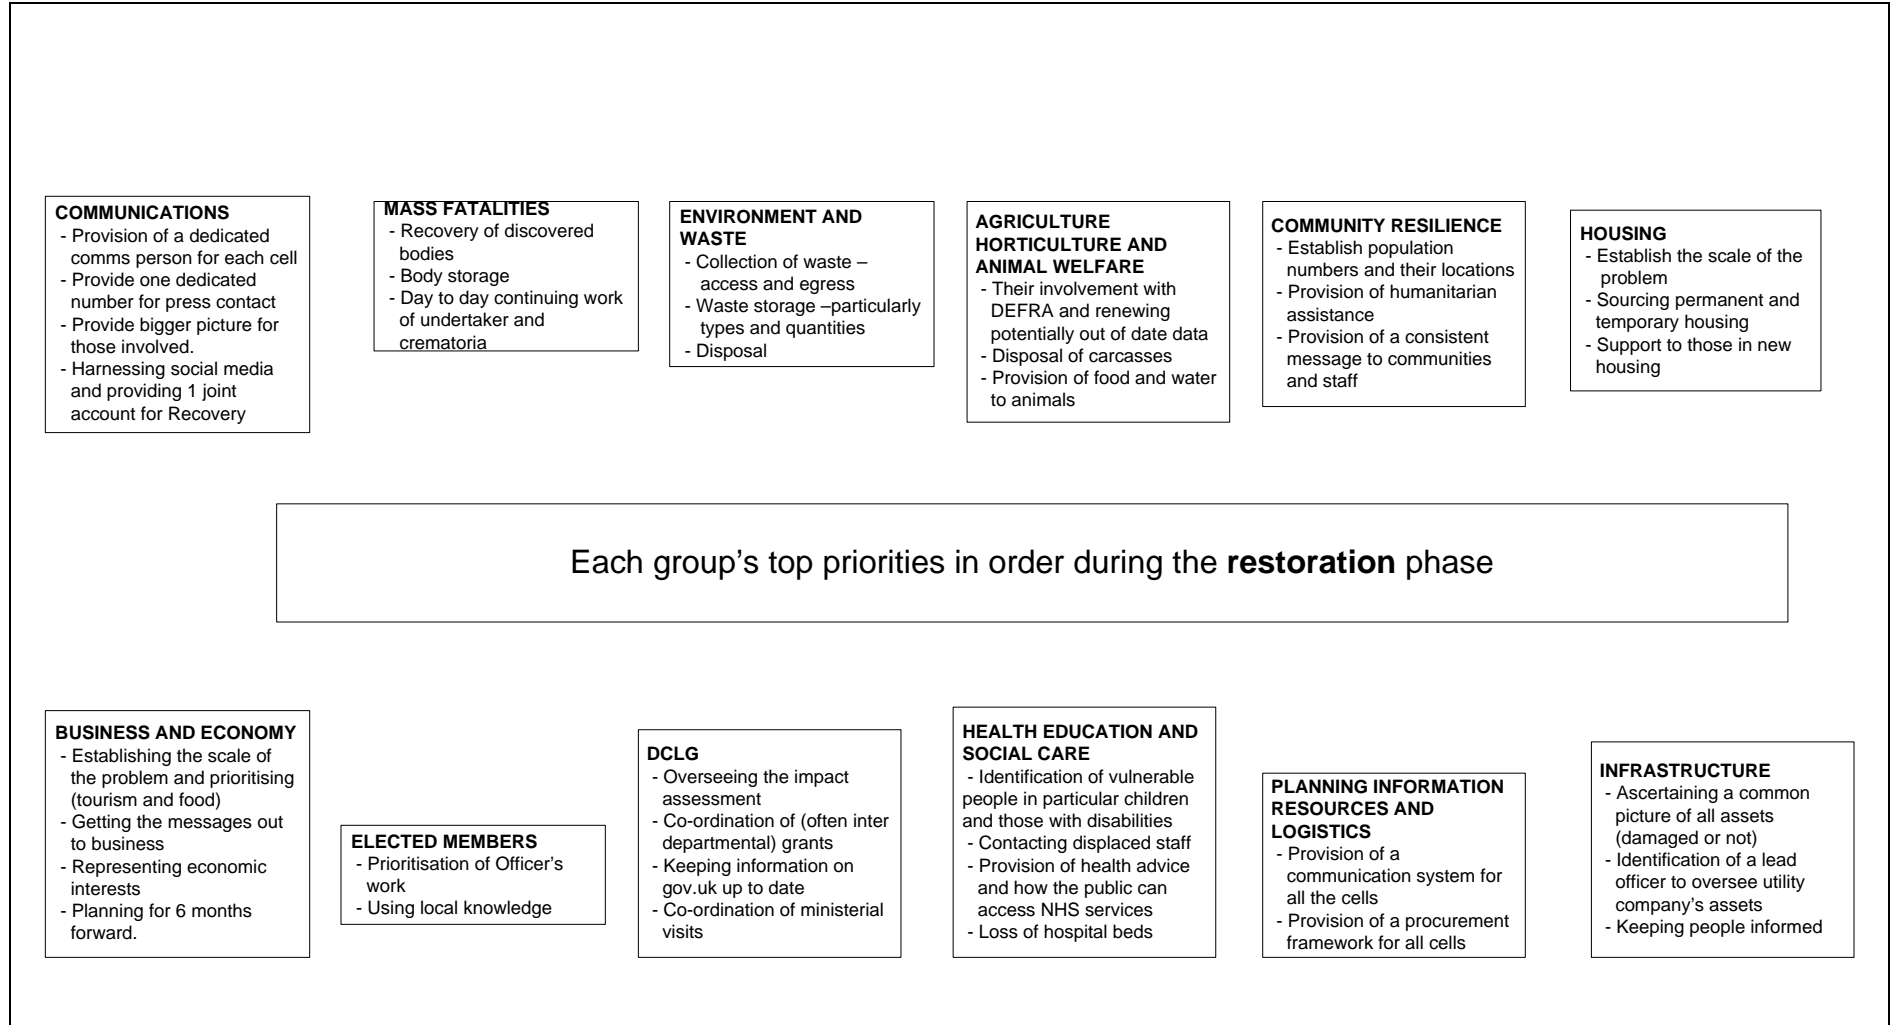 COMMUNICATIONS
- Provision of a dedicated
comms person for each cell
- Provide one dedicated
number for press contact
- Provide bigger picture for
those involved.
- Harnessing social media
and providing 1 joint
account for Recovery
MASS FATALITIES
- Recovery of discovered
bodies
- Body storage
- Day to day continuing work
of undertaker and
crematoria
ENVIRONMENT AND
WASTE
- Collection of waste –
access and egress
- Waste storage –particularly
types and quantities
- Disposal
AGRICULTURE
HORTICULTURE AND
ANIMAL WELFARE
- Their involvement with
DEFRA and renewing
potentially out of date data
- Disposal of carcasses
- Provision of food and water
to animals
COMMUNITY RESILIENCE
- Establish population
numbers and their locations
- Provision of humanitarian
assistance
- Provision of a consistent
message to communities
and staff
HOUSING
- Establish the scale of the
problem
- Sourcing permanent and
temporary housing
- Support to those in new
housing
Each group's top priorities in order during the restoration phase
BUSINESS AND ECONOMY
- Establishing the scale of
the problem and prioritising
(tourism and food)
- Getting the messages out
to business
- Representing economic
interests
- Planning for 6 months
forward.
ELECTED MEMBERS
- Prioritisation of Officer's
work
- Using local knowledge
DCLG
- Overseeing the impact
assessment
- Co-ordination of (often inter
departmental) grants
- Keeping information on
gov.uk up to date
- Co-ordination of ministerial
visits
HEALTH EDUCATION AND
SOCIAL CARE
- Identification of vulnerable
people in particular children
and those with disabilities
- Contacting displaced staff
- Provision of health advice
and how the public can
access NHS services
- Loss of hospital beds
PLANNING INFORMATION
RESOURCES AND
LOGISTICS
- Provision of a
communication system for
all the cells
- Provision of a procurement
framework for all cells
INFRASTRUCTURE
- Ascertaining a common
picture of all assets
(damaged or not)
- Identification of a lead
officer to oversee utility
company's assets
- Keeping people informed